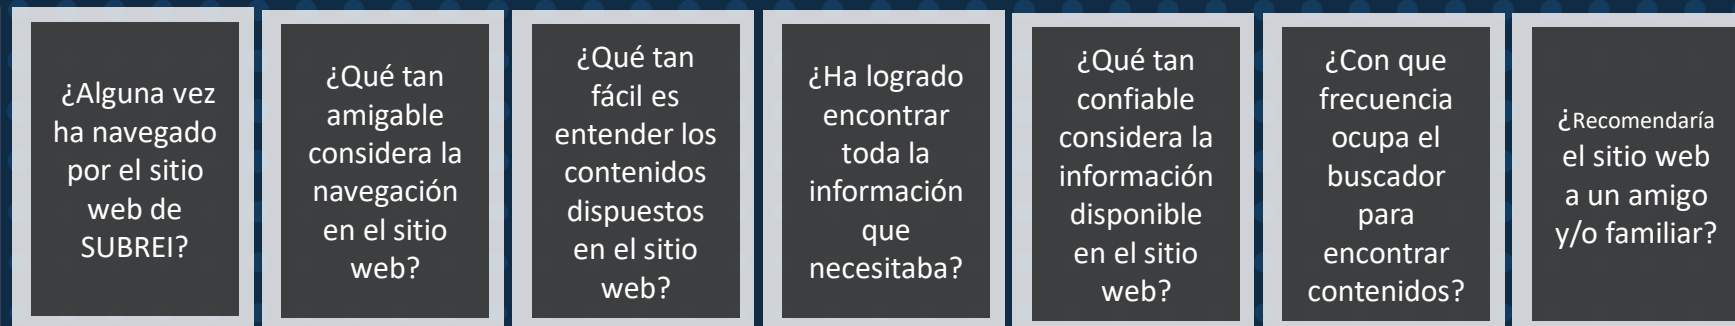 ¿Alguna vez
ha navegado
por el sitio
web de
SUBREI?
¿Qué tan
amigable
considera la
navegación
en el sitio
web?
¿Qué tan
fácil es
entender los
contenidos
dispuestos
en el sitio
web?
¿Ha logrado
encontrar
toda la
información
que
necesitaba?
¿Qué tan
confiable
considera la
información
disponible
en el sitio
web?
¿Con que
frecuencia
ocupa el
buscador
para
encontrar
contenidos?
¿Recomendaría
el sitio web
a un amigo
y/o familiar?